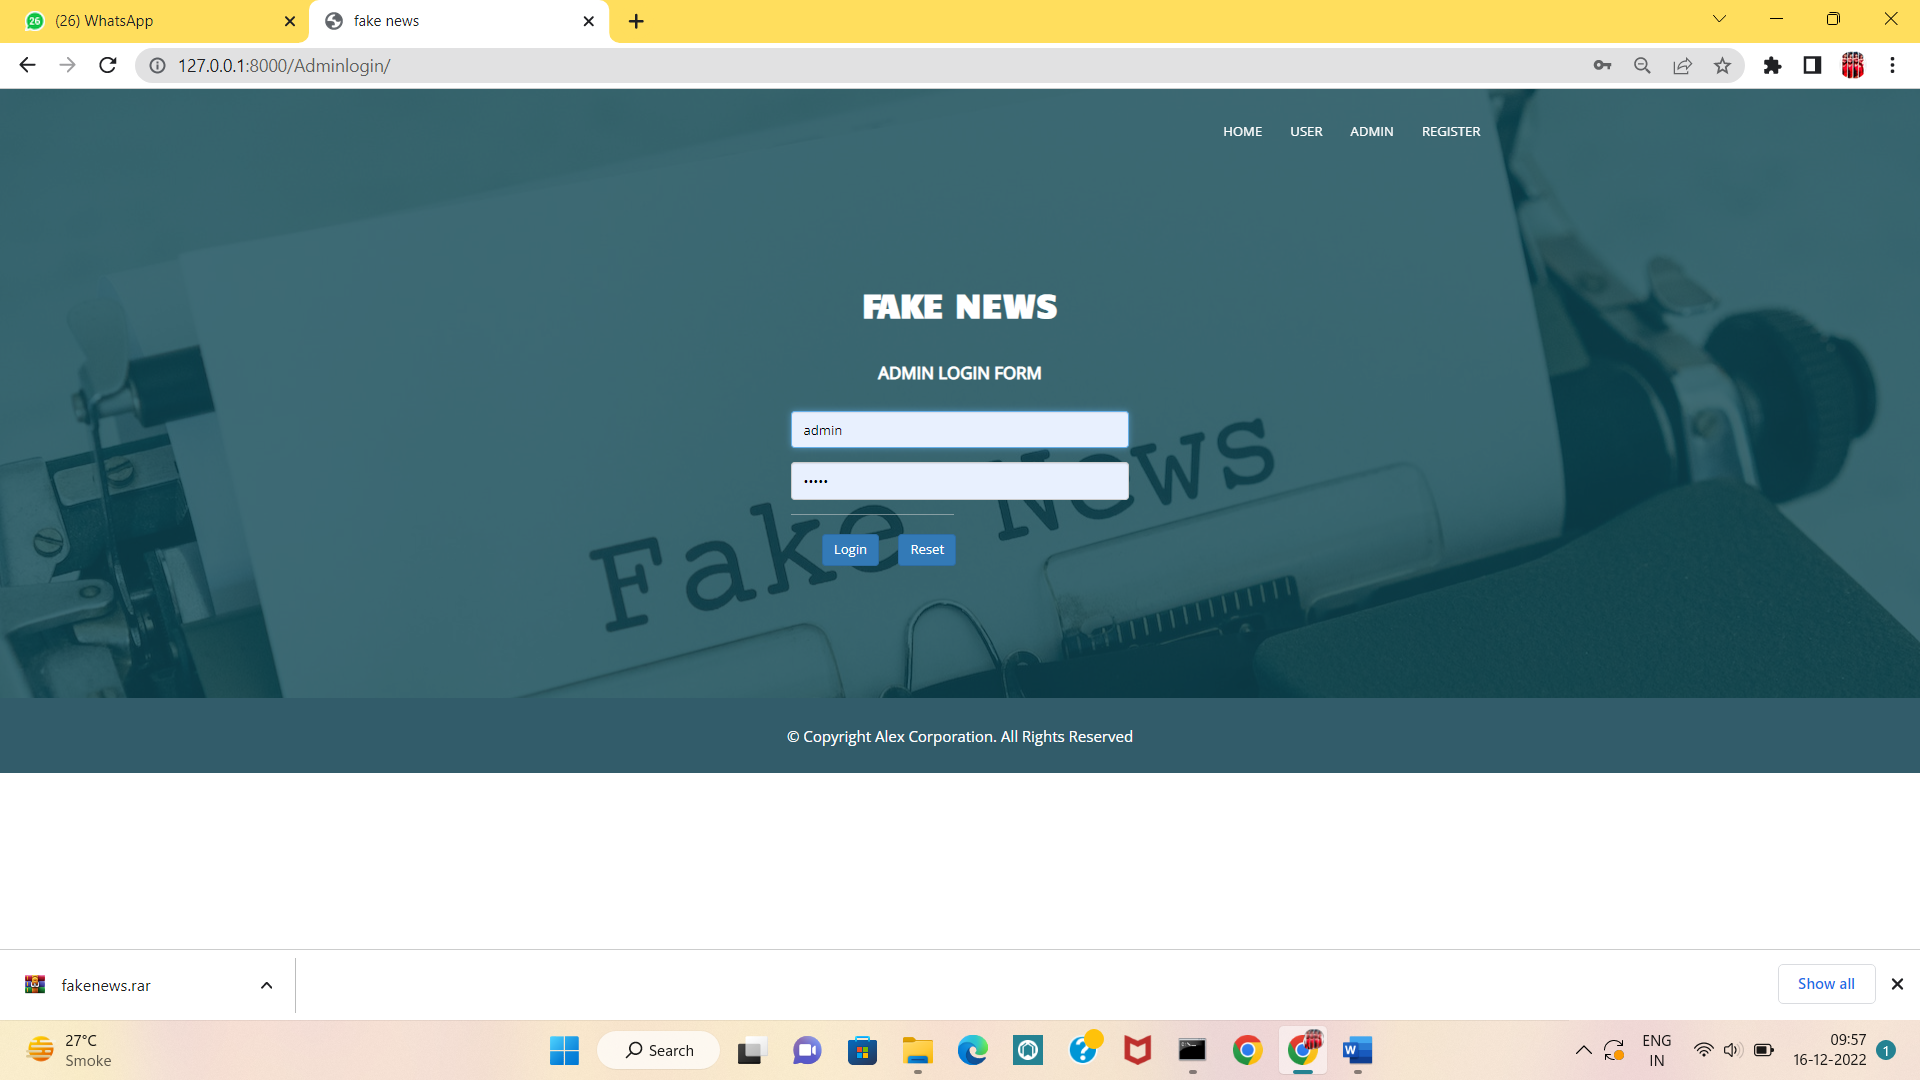 (26) WhatsApp
fake news
127.0.0.1:8000/Adminlogin/
HOME USER ADMIN REGISTER
FAKE NEWS
ADMIN LOGIN FORM
admin
•••••
Login Reset
Fake News
© Copyright Alex Corporation. All Rights Reserved
fakenews.rar
Show all
27°C
Smoke
Search
ENG
IN
09:57
16-12-2022
1